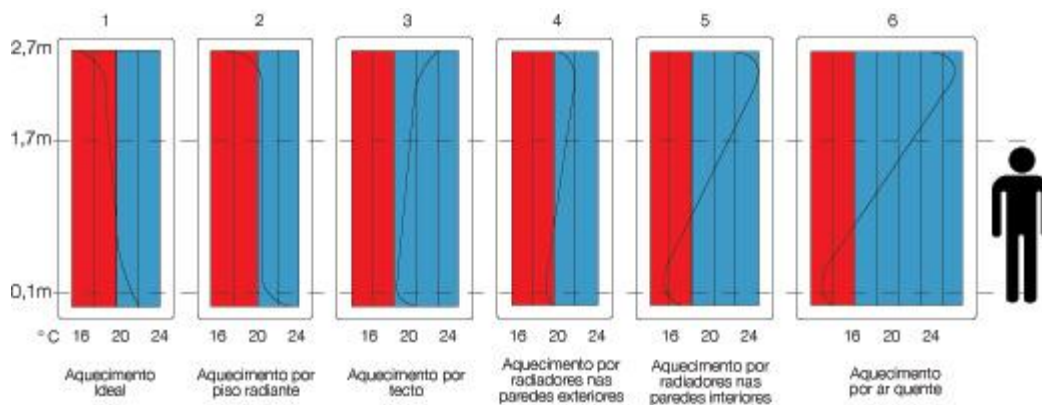 1 2 3 4 5 6
2,7m
1,7m
0,1m
°C 16 20 24 16 20 24 16 20 24 16 20 24 16 20 24 16 20 24
Aquecimento
Ideal
Aquecimento por
piso radiante
Aquecimento por
tecto
Aquecimento por
radiadores nas
paredes exteriores
Aquecimento por
radiadores nas
paredes interiores
Aquecimento
por ar quente